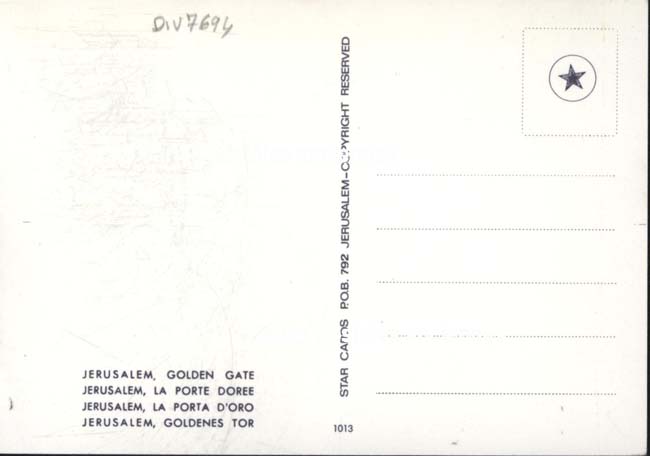 DIV7694
JERUSALEM, GOLDEN GATE
JERUSALEM, LA PORTE DOREE
JERUSALEM, LA PORTA D'ORO
JERUSALEM, GOLDENES TOR
STAR CARDS P.O.B. 792 JERUSALEM-COPYRIGHT RESERVED
1013